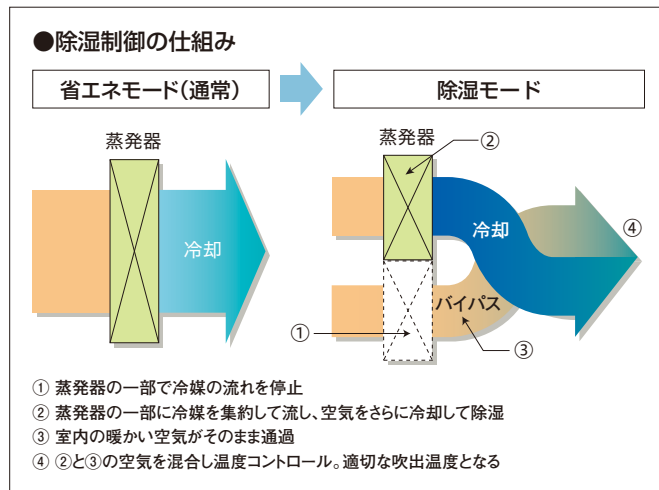 ●除湿制御の仕組み
省エネモード(通常)
除湿モード
蒸発器
冷却
蒸発器
②
冷却
④
バイパス
①
③
① 蒸発器の一部で冷媒の流れを停止
② 蒸発器の一部に冷媒を集約して流し、空気をさらに冷却して除湿
③ 室内の暖かい空気がそのまま通過
④ ②と③の空気を混合し温度コントロール。適切な吹出温度となる